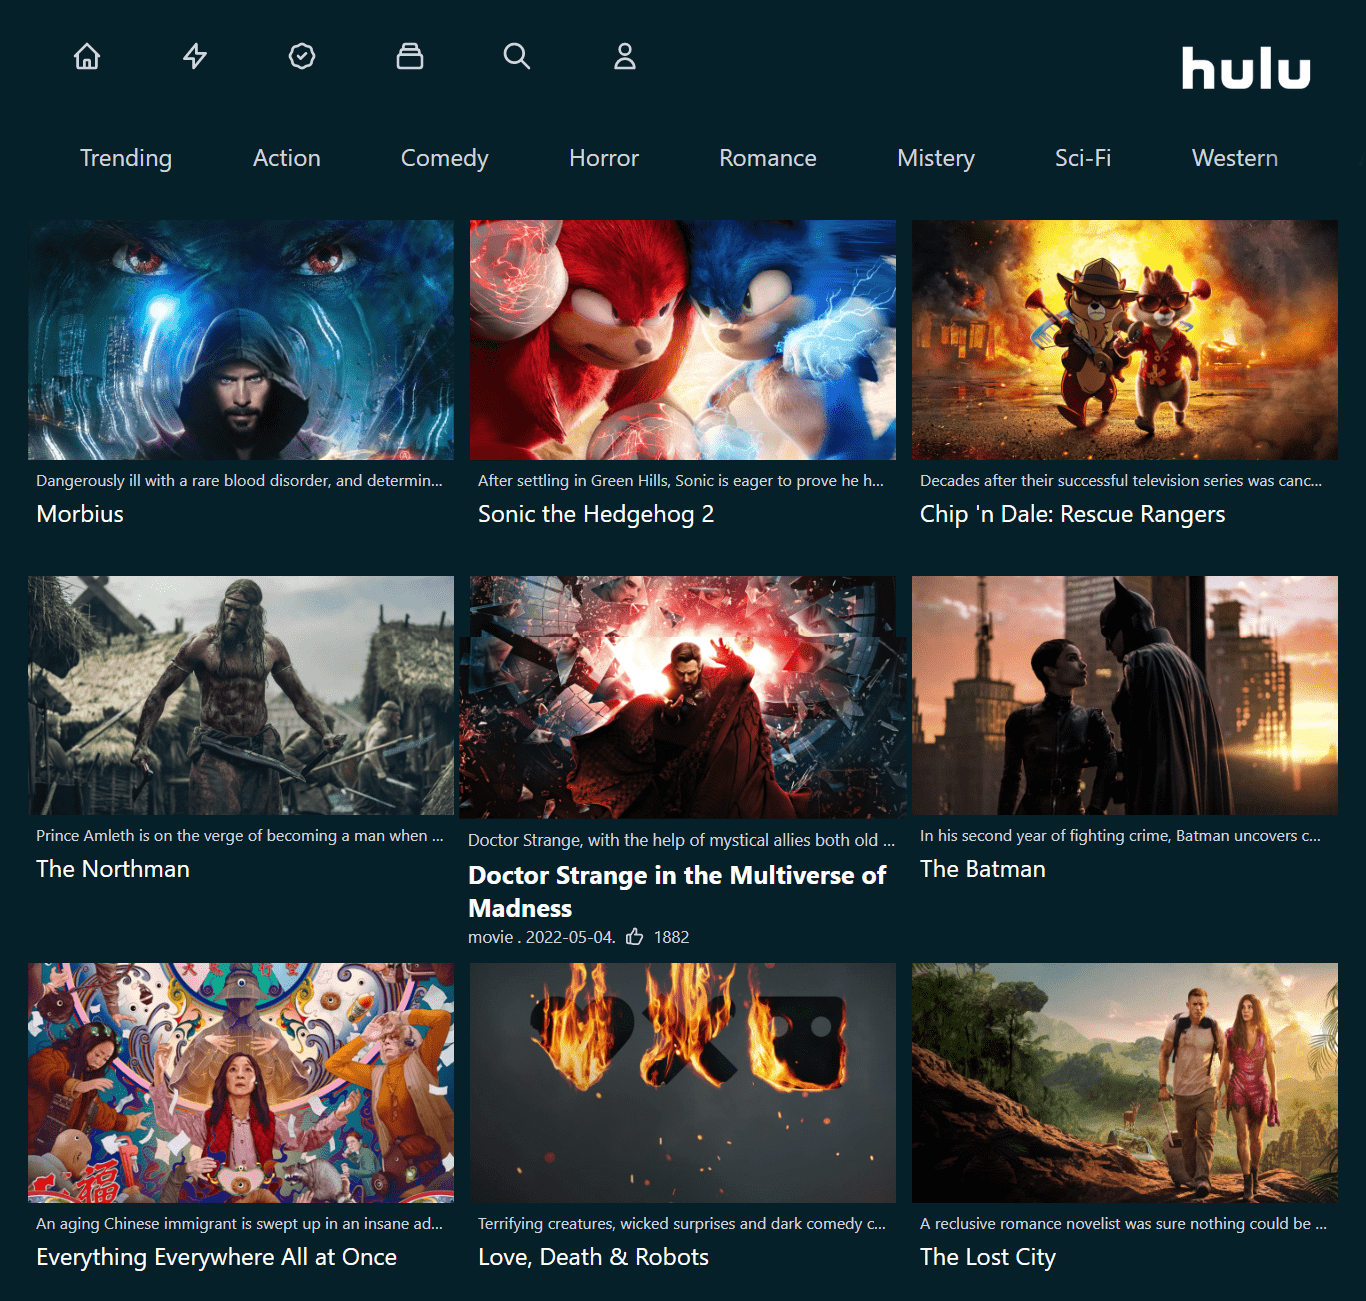 hulu
Trending Action Comedy Horror Romance Mistery Sci-Fi Western
Dangerously ill with a rare blood disorder, and determin...
Morbius
After settling in Green Hills, Sonic is eager to prove he h...
Sonic the Hedgehog 2
Decades after their successful television series was canc...
Chip 'n Dale: Rescue Rangers
Prince Amleth is on the verge of becoming a man when ...
The Northman
Doctor Strange, with the help of mystical allies both old ...
Doctor Strange in the Multiverse of
Madness
movie . 2022-05-04. 1882
In his second year of fighting crime, Batman uncovers c...
The Batman
福
An aging Chinese immigrant is swept up in an insane ad...
Everything Everywhere All at Once
Terrifying creatures, wicked surprises and dark comedy c...
Love, Death & Robots
A reclusive romance novelist was sure nothing could be ...
The Lost City